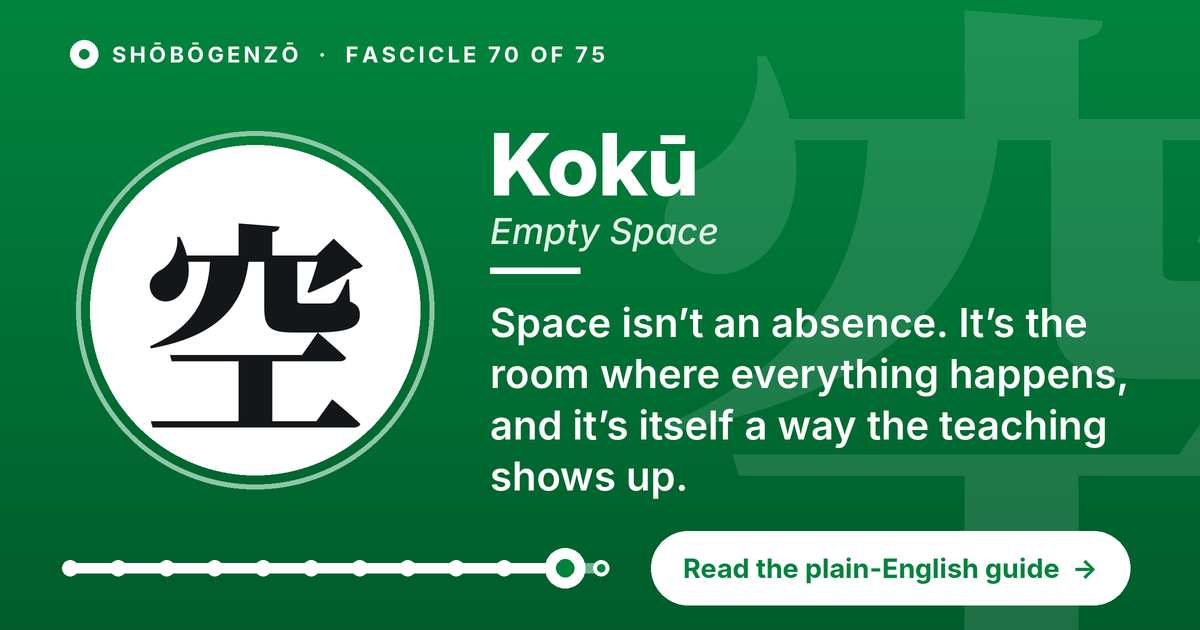 SHŌBŌGENZŌ · FASCICLE 70 OF 75
空
Kokū
Empty Space
Space isn’t an absence. It’s the
room where everything happens,
and it’s itself a way the teaching
shows up.
Read the plain-English guide →